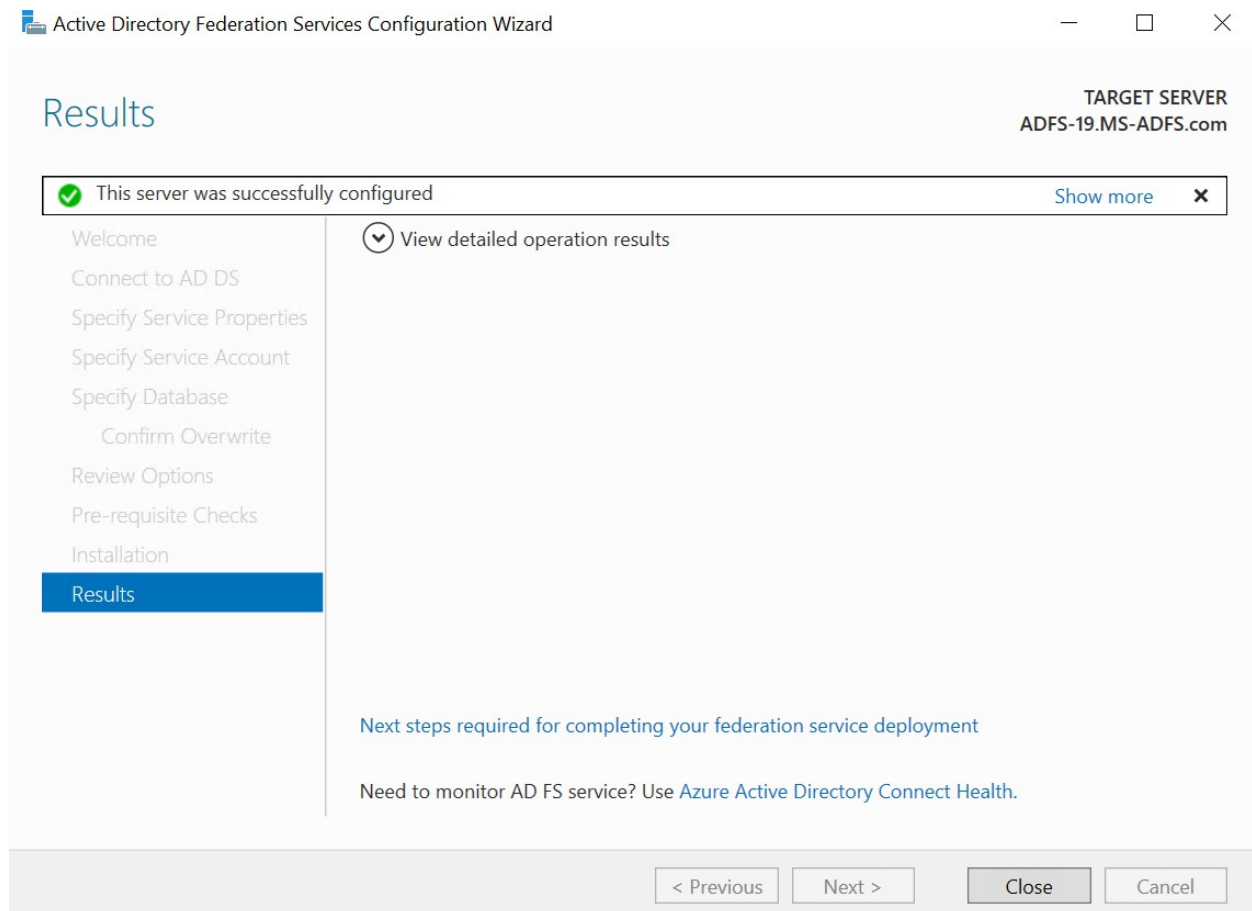 Active Directory Federation Services Configuration Wizard
Results
TARGET SERVER
ADFS-19.MS-ADFS.com
This server was successfully configured
Show more
Welcome
View detailed operation results
Connect to AD DS
Specify Service Properties
Specify Service Account
Specify Database
Confirm Overwrite
Review Options
Pre-requisite Checks
Installation
Results
Next steps required for completing your federation service deployment
Need to monitor AD FS service? Use Azure Active Directory Connect Health.
< Previous
Next >
Close
Cancel